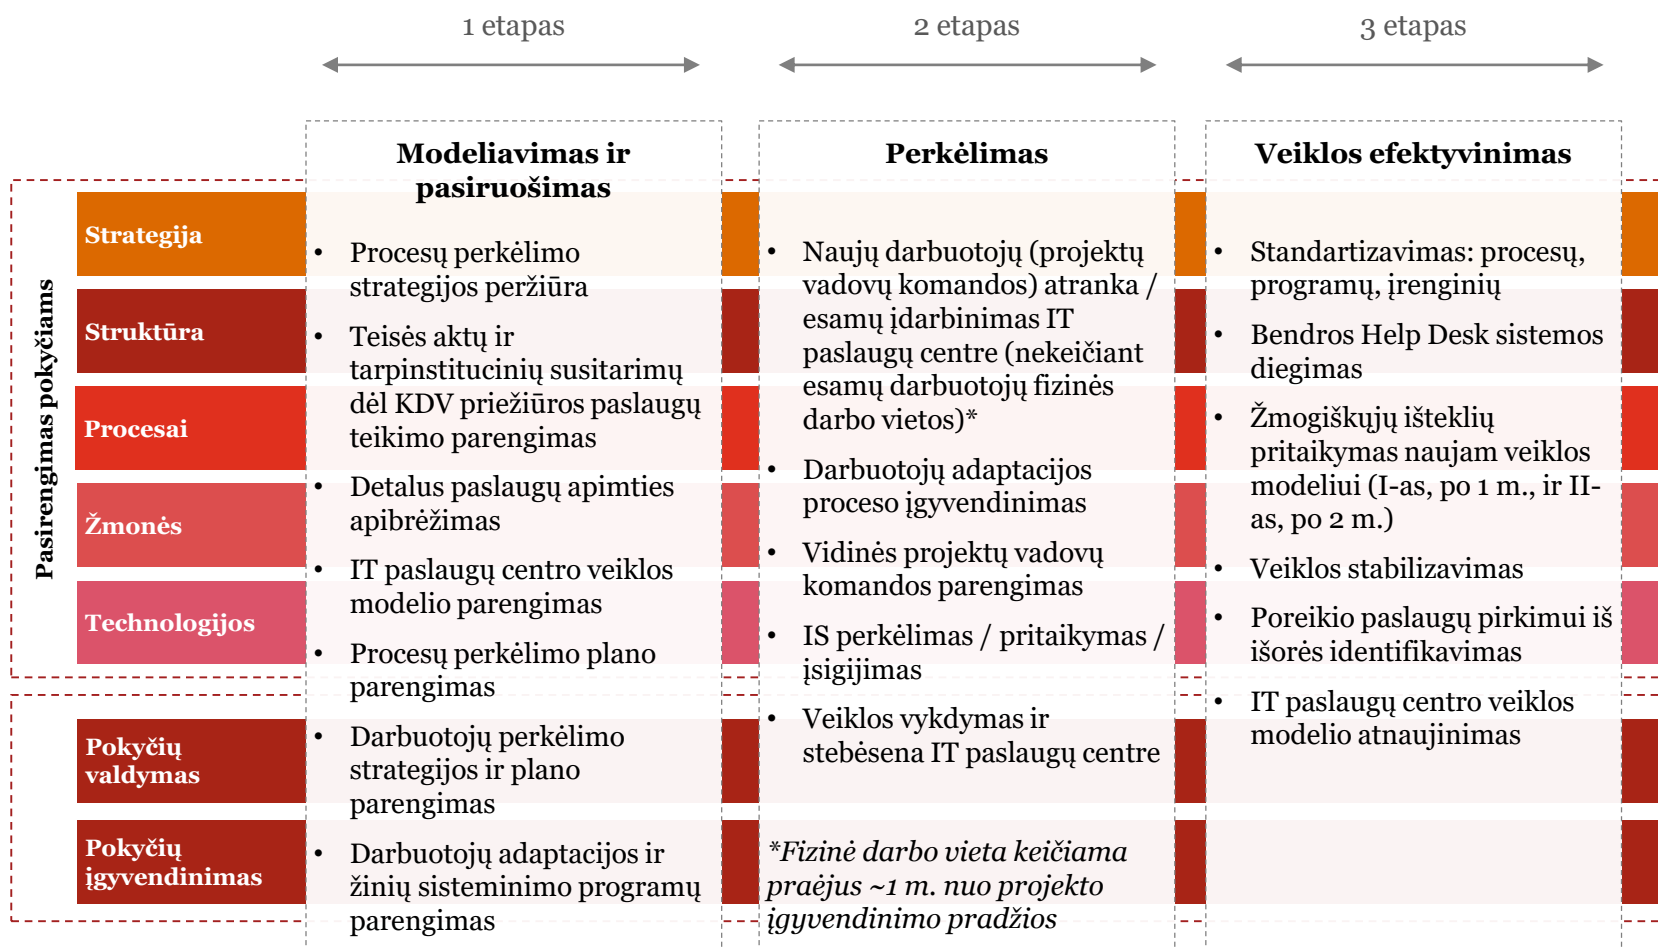 1 etapas
2 etapas
3 etapas
Modeliavimas ir
pasiruošimas
Perkėlimas
Veiklos efektyvinimas
Pasirengimas pokyčiams
Strategija
Struktūra
Procesai
Žmonės
Technologijos
Pokyčių
valdymas
Pokyčių
įgyvendinimas
• Procesų perkėlimo
strategijos peržiūra
• Teisės aktų ir
tarpinstitucinių susitarimų
dėl KDV priežiūros paslaugų
teikimo parengimas
• Detalus paslaugų apimties
apibrėžimas
• IT paslaugų centro veiklos
modelio parengimas
• Procesų perkėlimo plano
parengimas
• Darbuotojų perkėlimo
strategijos ir plano
parengimas
• Darbuotojų adaptacijos ir
žinių sisteminimo programų
parengimas
• Naujų darbuotojų (projektų
vadovų komandos) atranka /
esamų įdarbinimas IT
paslaugų centre (nekeičiant
esamų darbuotojų fizinės
darbo vietos)*
• Darbuotojų adaptacijos
proceso įgyvendinimas
• Vidinės projektų vadovų
komandos parengimas
• IS perkėlimas / pritaikymas /
įsigijimas
• Veiklos vykdymas ir
stebėsena IT paslaugų centre
*Fizinė darbo vieta keičiama
praėjus ~1 m. nuo projekto
įgyvendinimo pradžios
• Standartizavimas: procesų,
programų, įrenginių
• Bendros Help Desk sistemos
diegimas
• Žmogiškųjų išteklių
pritaikymas naujam veiklos
modeliui (I-as, po 1 m., ir II-
as, po 2 m.)
• Veiklos stabilizavimas
• Poreikio paslaugų pirkimui iš
išorės identifikavimas
• IT paslaugų centro veiklos
modelio atnaujinimas